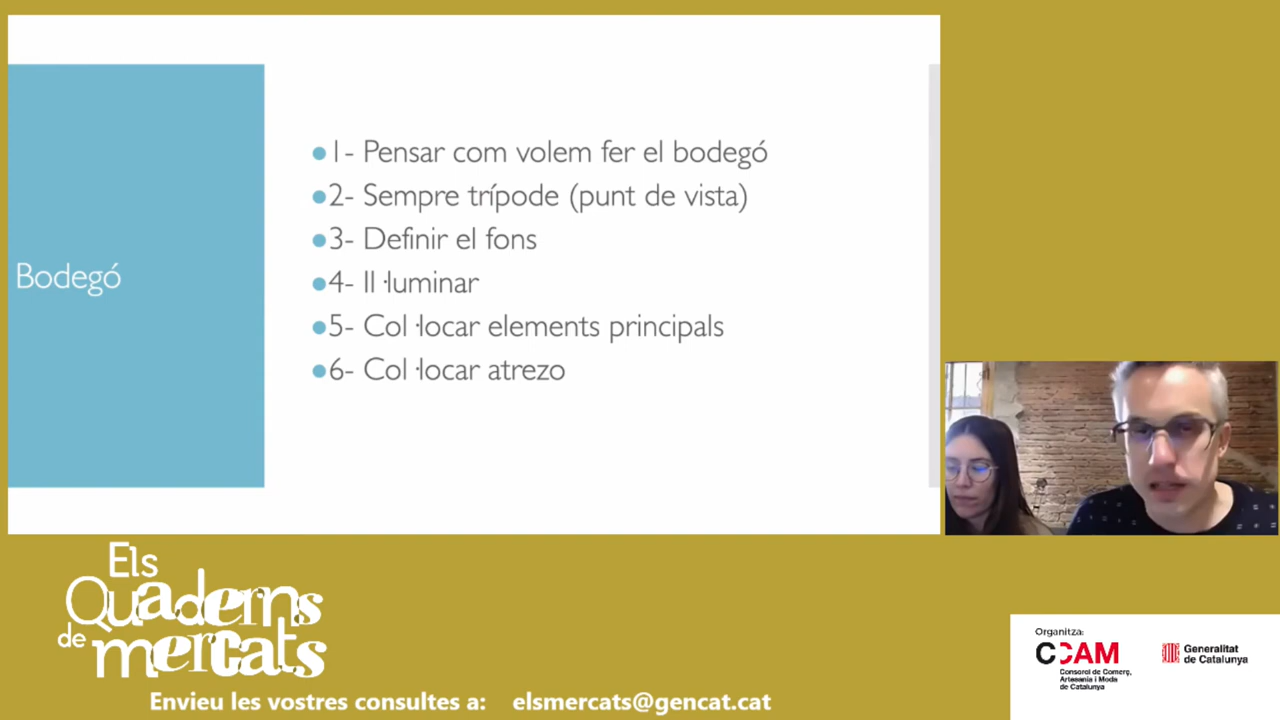 Bodegó
1- Pensar com volem fer el bodegó
2- Sempre trípode (punt de vista)
3- Definir el fons
4- Il·luminar
5- Col·locar elements principals
6- Col·locar atrezo
Els
Quaderns
de mercats
Envieu les vostres consultes a: elsmercats@gencat.cat
Organitza:
CCAM
Consorci de Comerç,
Artesania i Moda
de Catalunya
Generalitat
de Catalunya